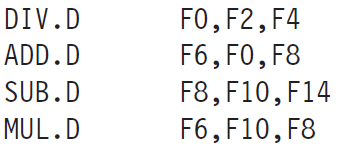 DIV.D F0,F2,F4
ADD.D F6,F0,F8
SUB.D F8,F10,F14
MUL.D F6,F10,F8